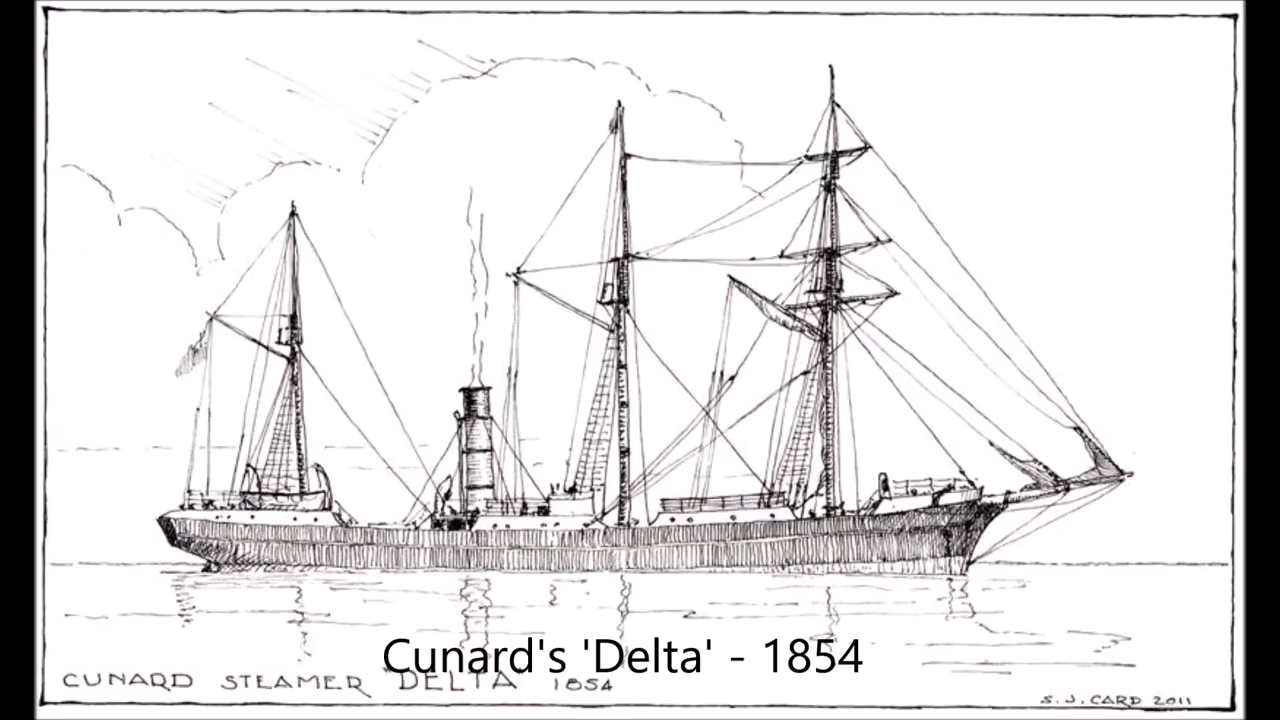 Cunard's 'Delta' - 1854
CUNARD STEAMER "DELTA" 1854
S. J. CARD 2011